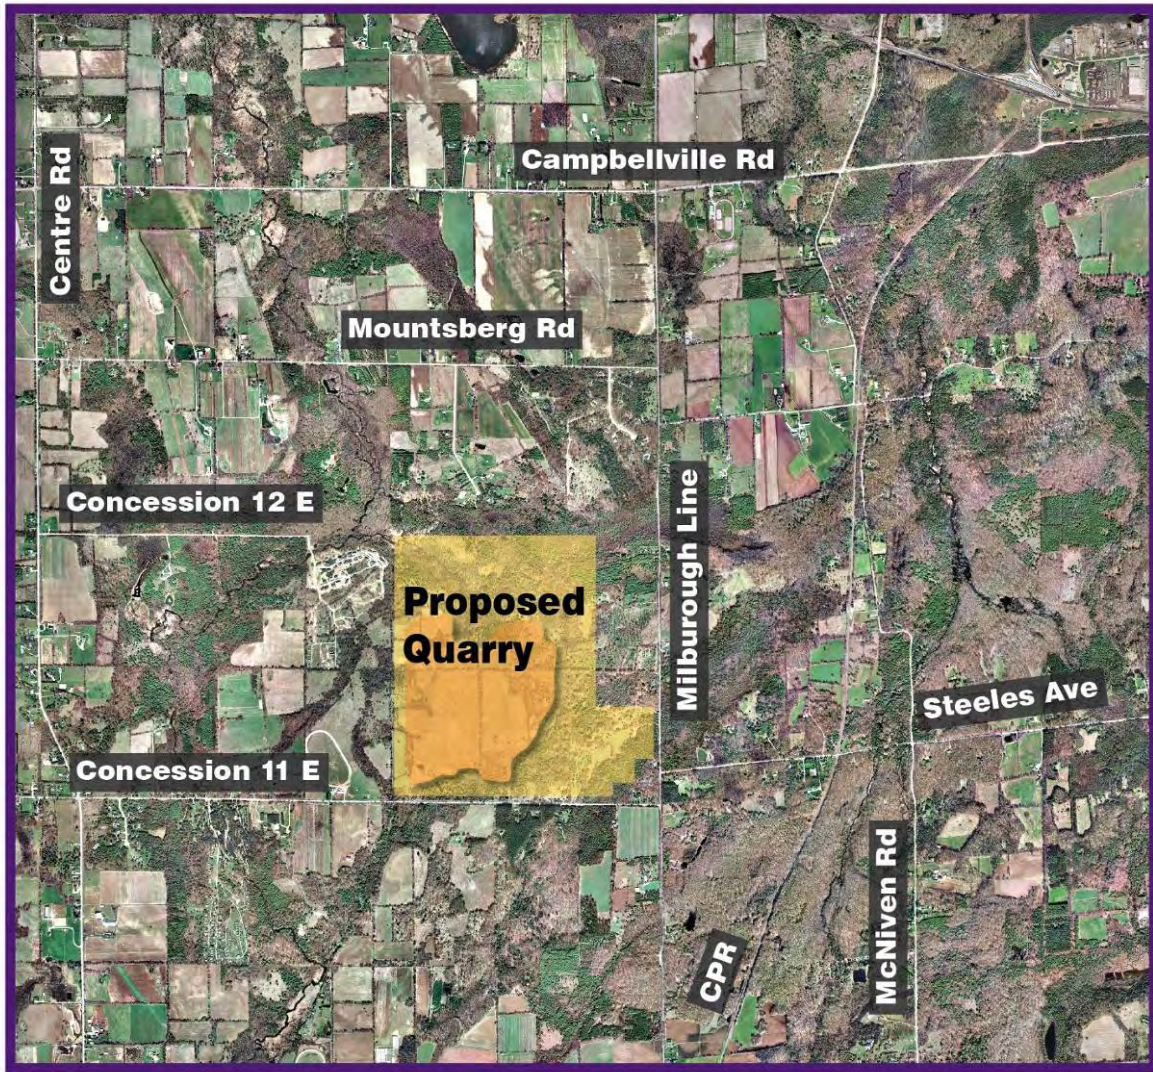 Campbellville Rd
Centre Rd
Mountsberg Rd
Concession 12 E
Milburough Line
Proposed
Quarry
Steeles Ave
Concession 11 E
McNiven Rd
CPR